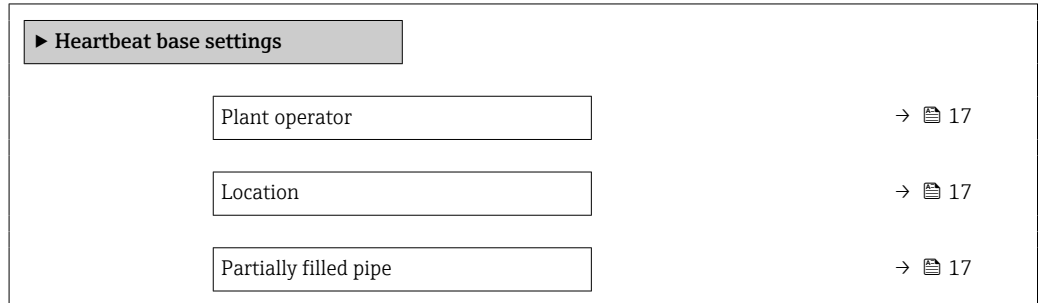 ► Heartbeat base settings
Plant operator → 17
Location → 17
Partially filled pipe → 17